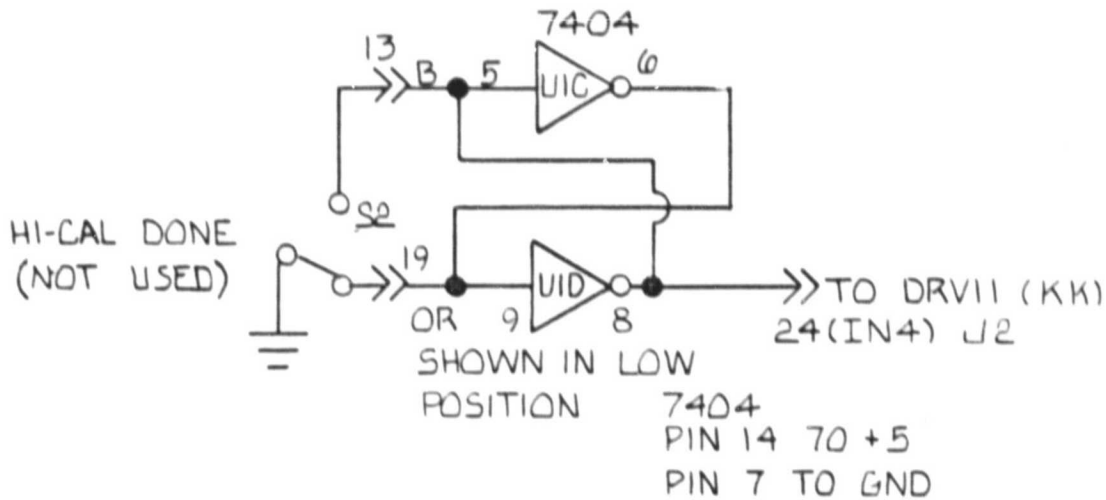 7404
13 B 5 U1C 6
S2
HI-CAL DONE
(NOT USED)
19
OR 9 U1D 8
TO DRV11 (KK)
24(IN4) J2
SHOWN IN LOW
POSITION
7404
PIN 14 70 +5
PIN 7 TO GND